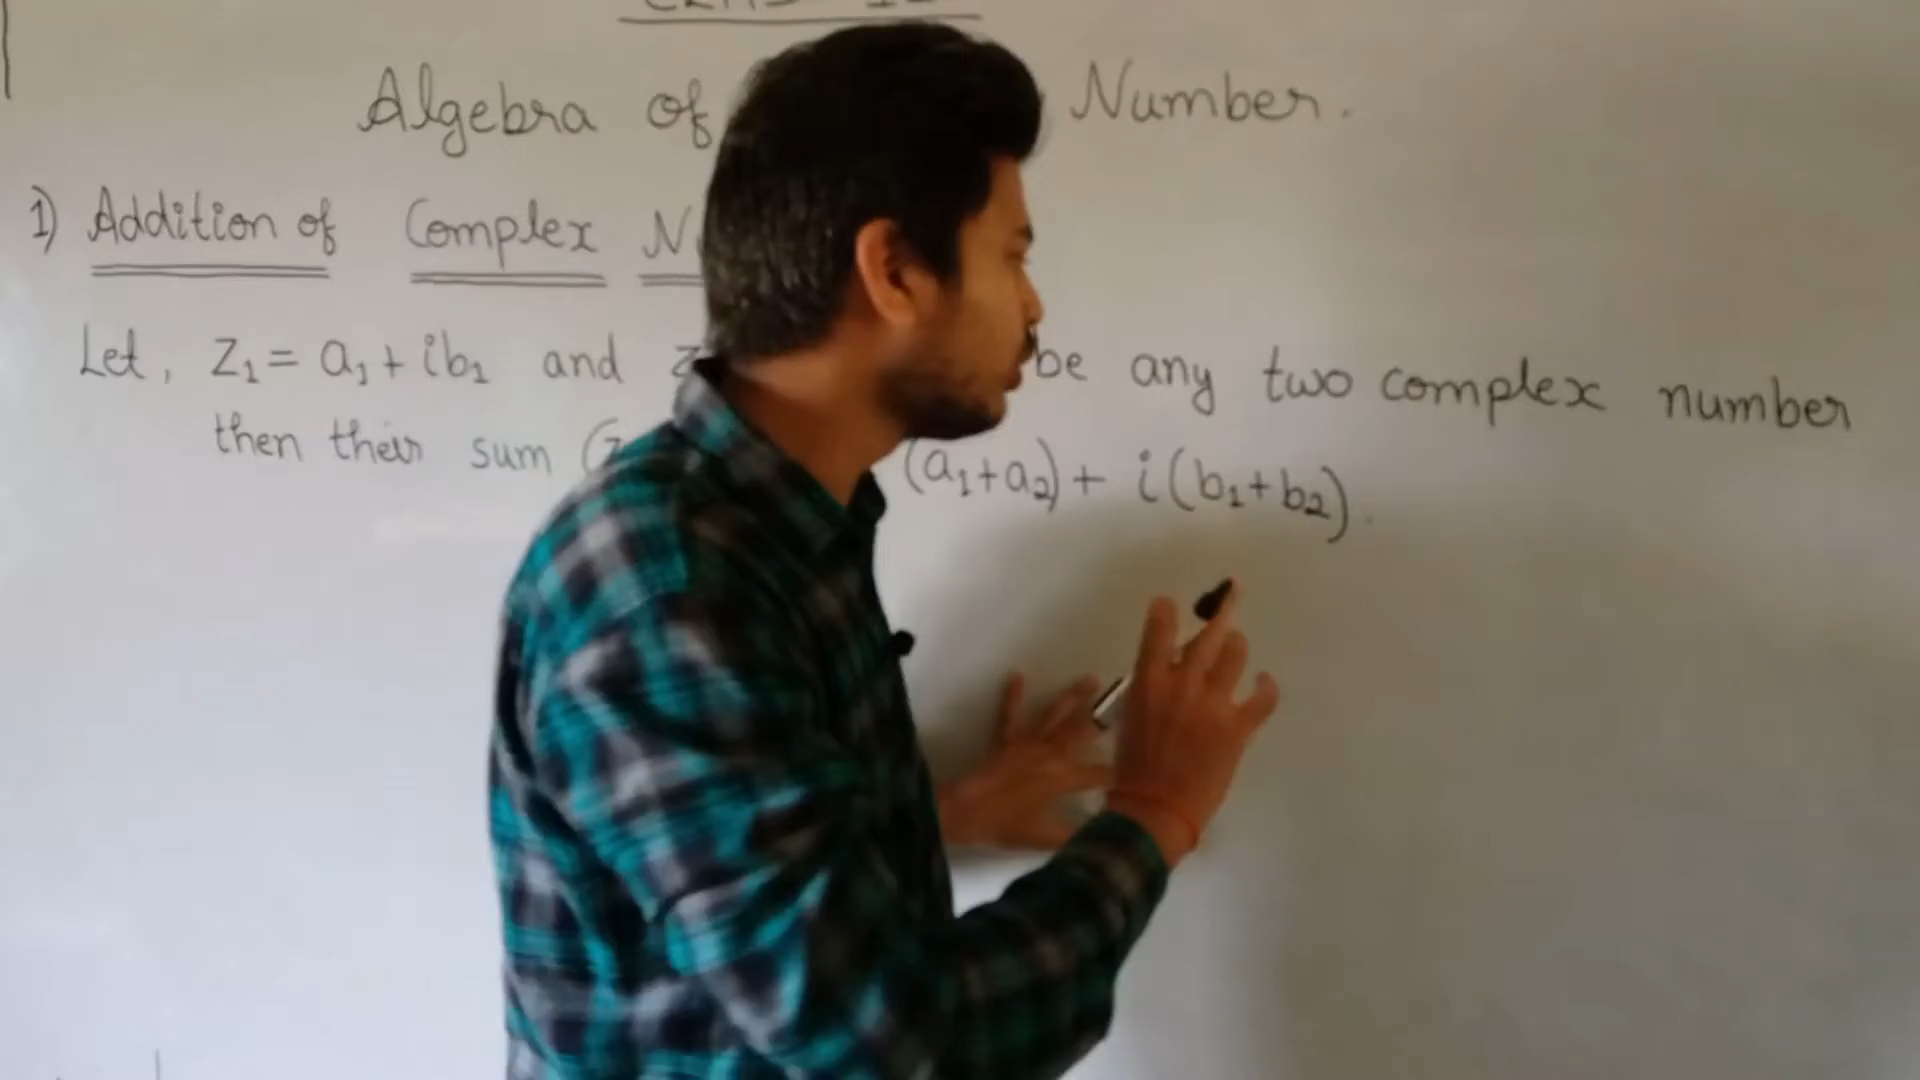 Algebra of Number.
1) Addition of Complex
Let, z₁ = a₁ + ib₁ and be any two complex number
then their sum (a₁+a₂) + i(b₁+b₂).